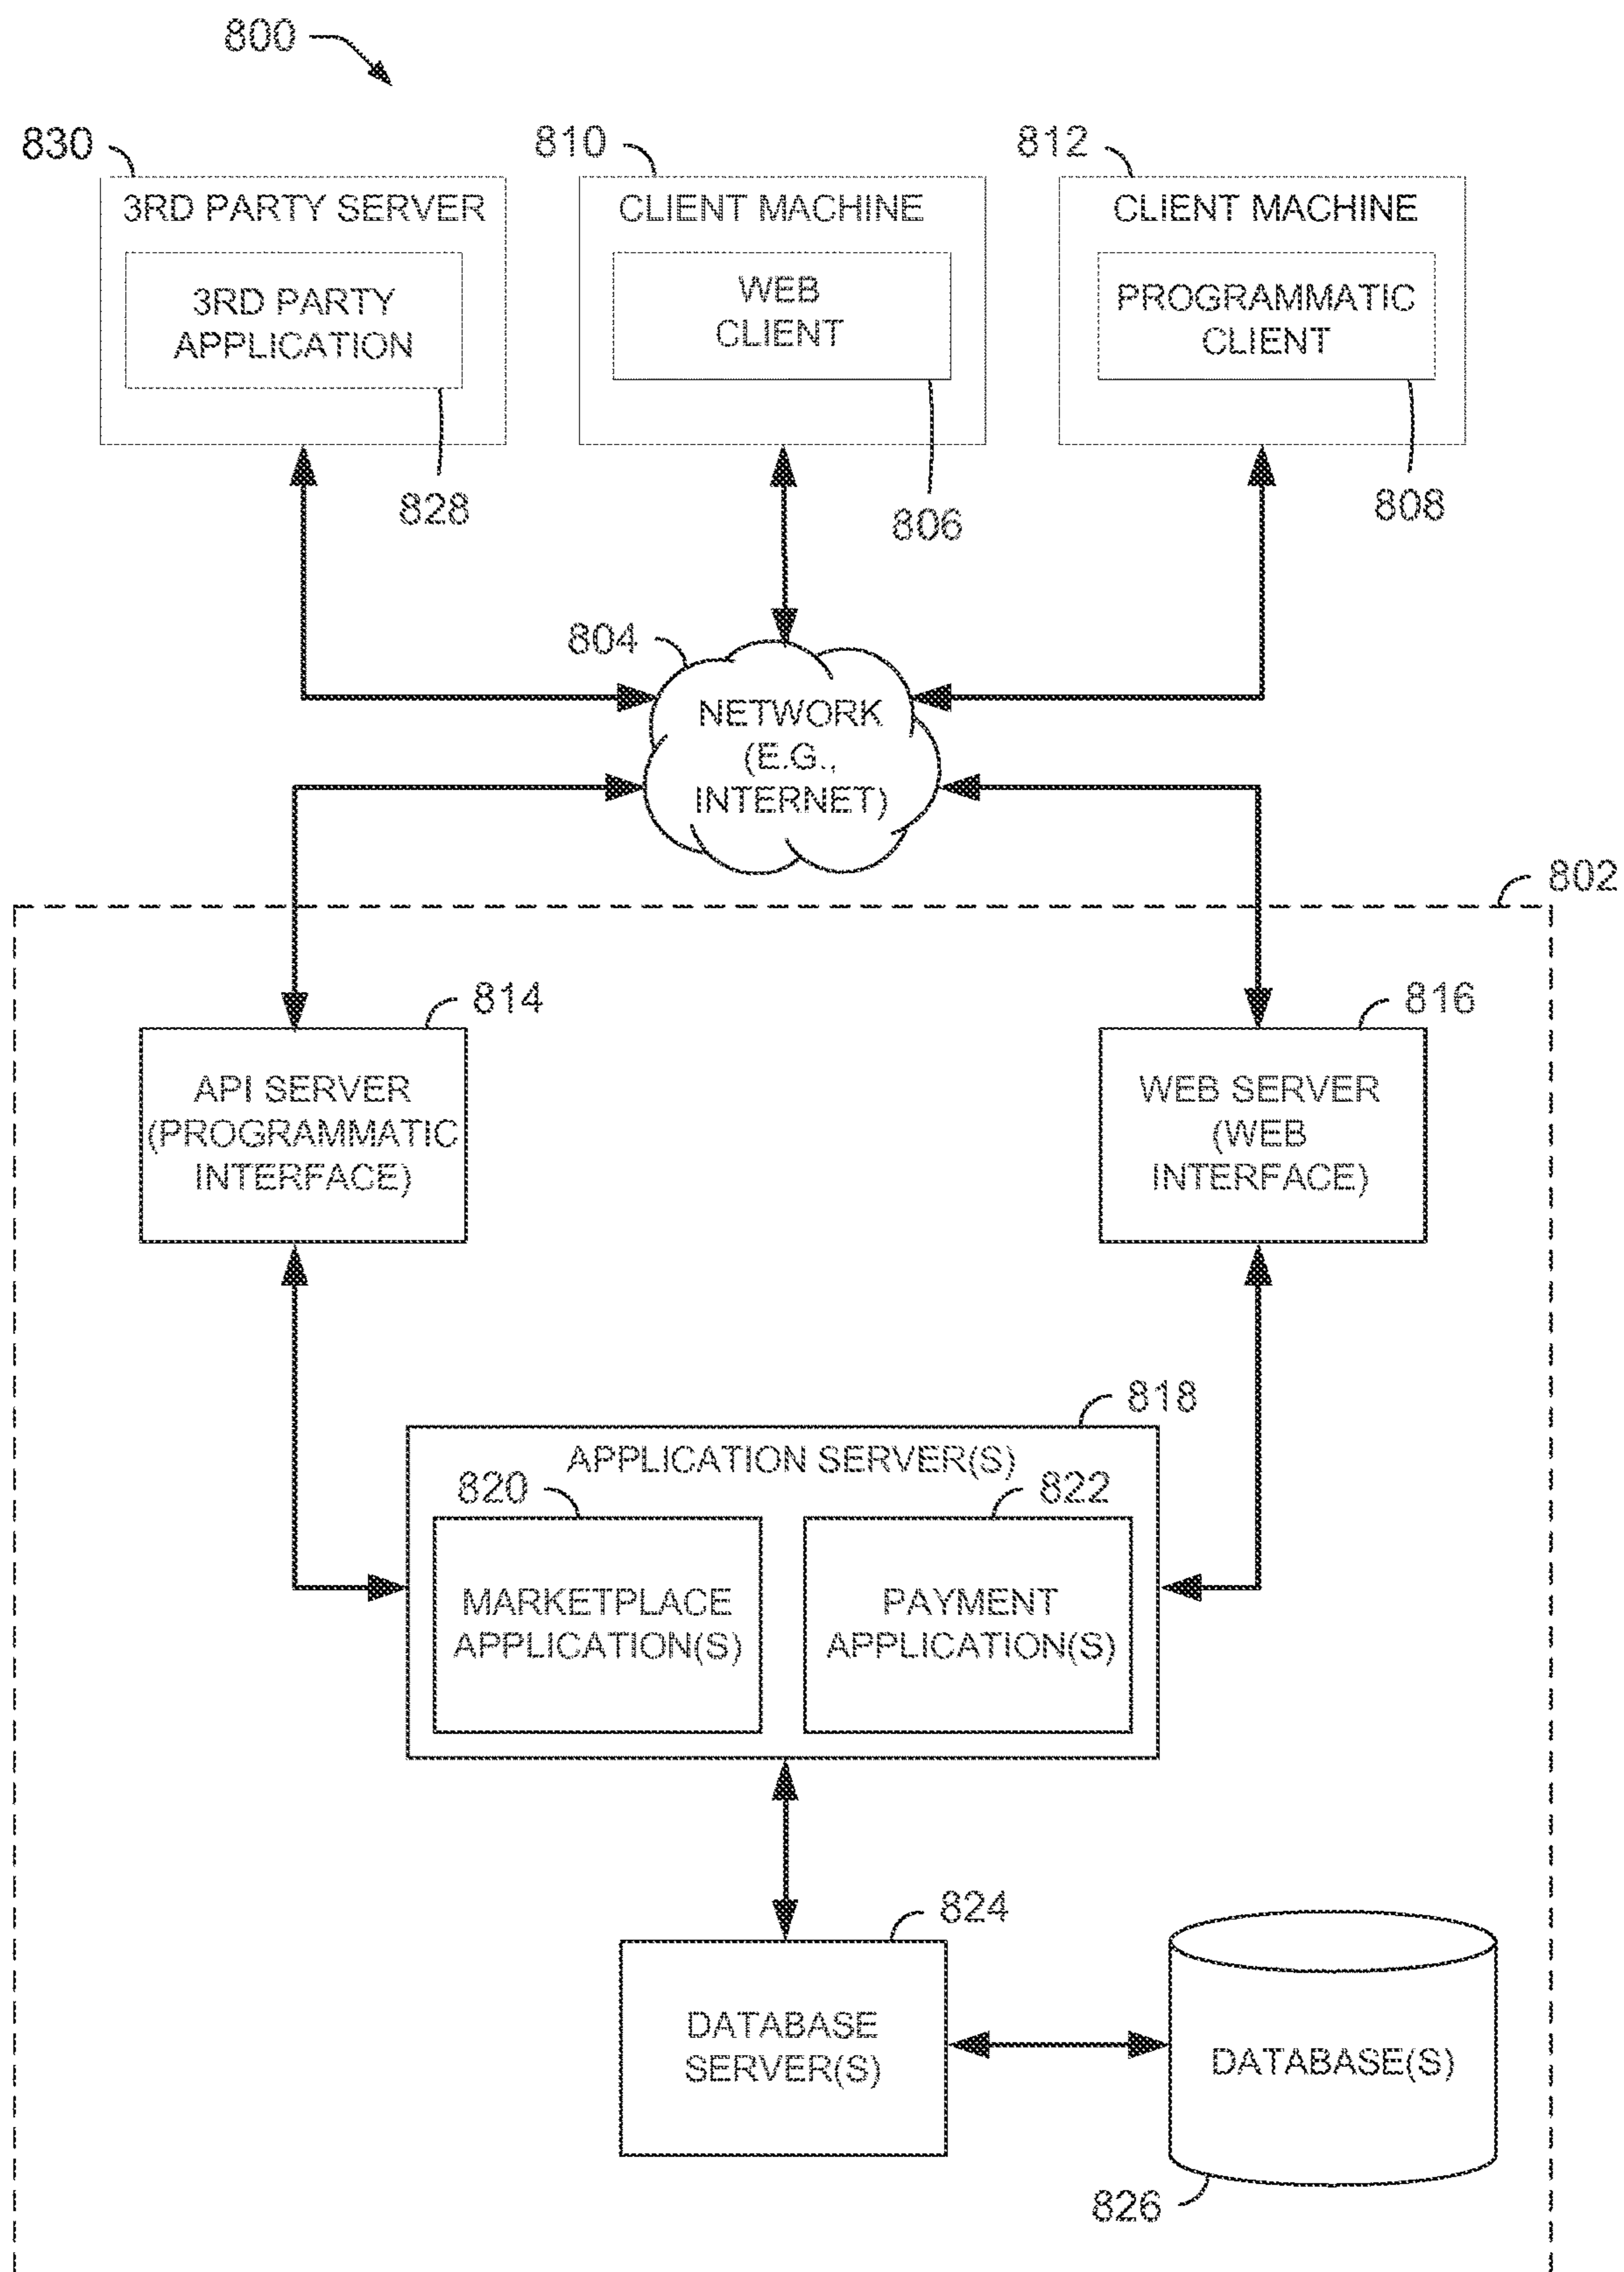 800
830
810
812
3RD PARTY SERVER
CLIENT MACHINE
CLIENT MACHINE
3RD PARTY
APPLICATION
WEB
CLIENT
PROGRAMMATIC
CLIENT
828
806
808
804
NETWORK
(E.G.,
INTERNET)
802
814
816
API SERVER
(PROGRAMMATIC
INTERFACE)
WEB SERVER
(WEB
INTERFACE)
818
APPLICATION SERVER(S)
820
822
MARKETPLACE
APPLICATION(S)
PAYMENT
APPLICATION(S)
824
DATABASE
SERVER(S)
DATABASE(S)
826